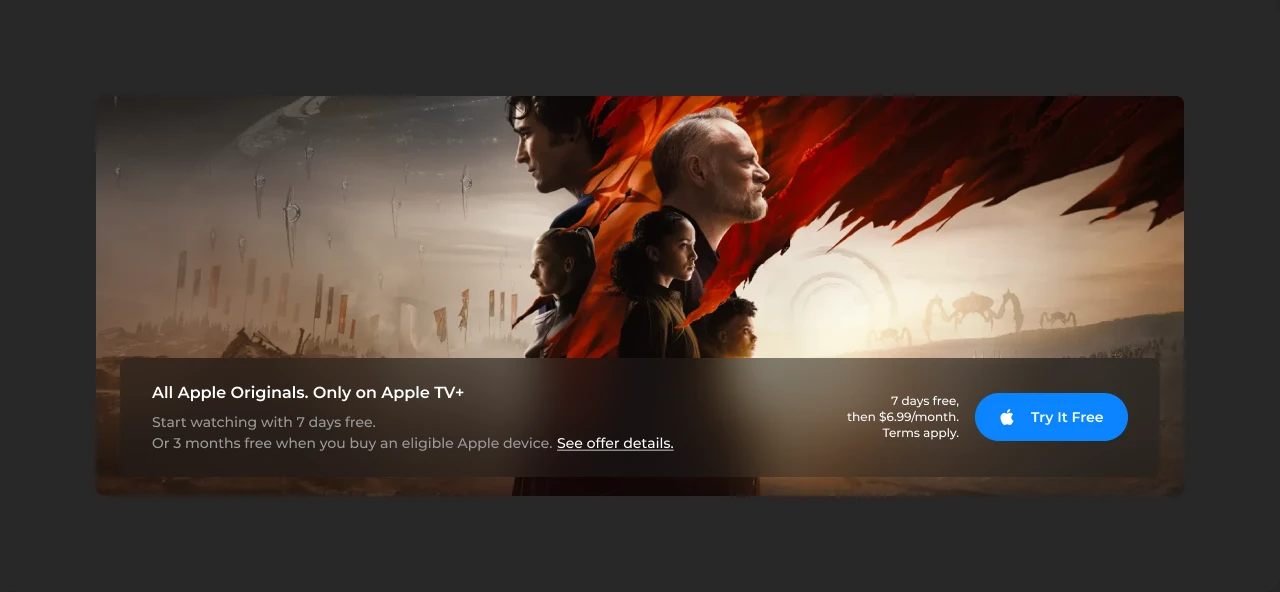 All Apple Originals. Only on Apple TV+
Start watching with 7 days free.
Or 3 months free when you buy an eligible Apple device. See offer details.
7 days free,
then $6.99/month.
Terms apply.
Try It Free